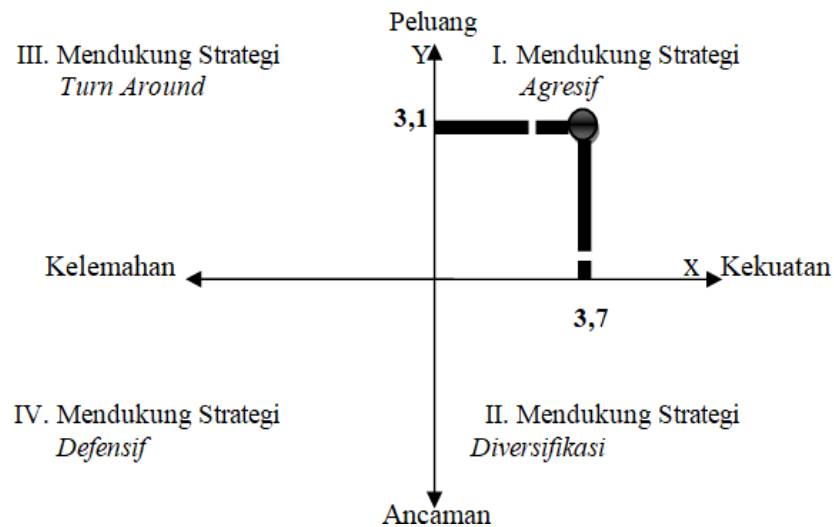 Peluang
III. Mendukung Strategi
Turn Around
Y
I. Mendukung Strategi
Agresif
3,1
Kelemahan
X
Kekuatan
3,7
IV. Mendukung Strategi
Defensif
II. Mendukung Strategi
Diversifikasi
Ancaman